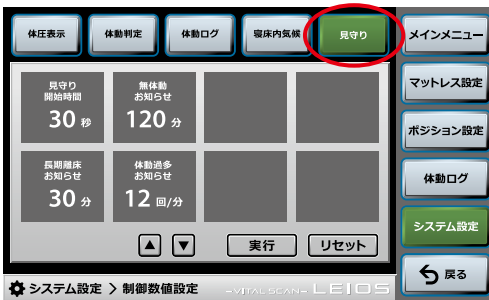 体圧表示
体動判定
体動ログ
寝床内気候
見守り
メインメニュー
見守り
開始時間
30 秒
無体動
お知らせ
120 分
マットレス設定
ポジション設定
長期離床
お知らせ
30 分
体動過多
お知らせ
12 回/分
体動ログ
システム設定
実行
リセット
戻る
システム設定 > 制御数値設定
-VITAL SCAN- LEIOS